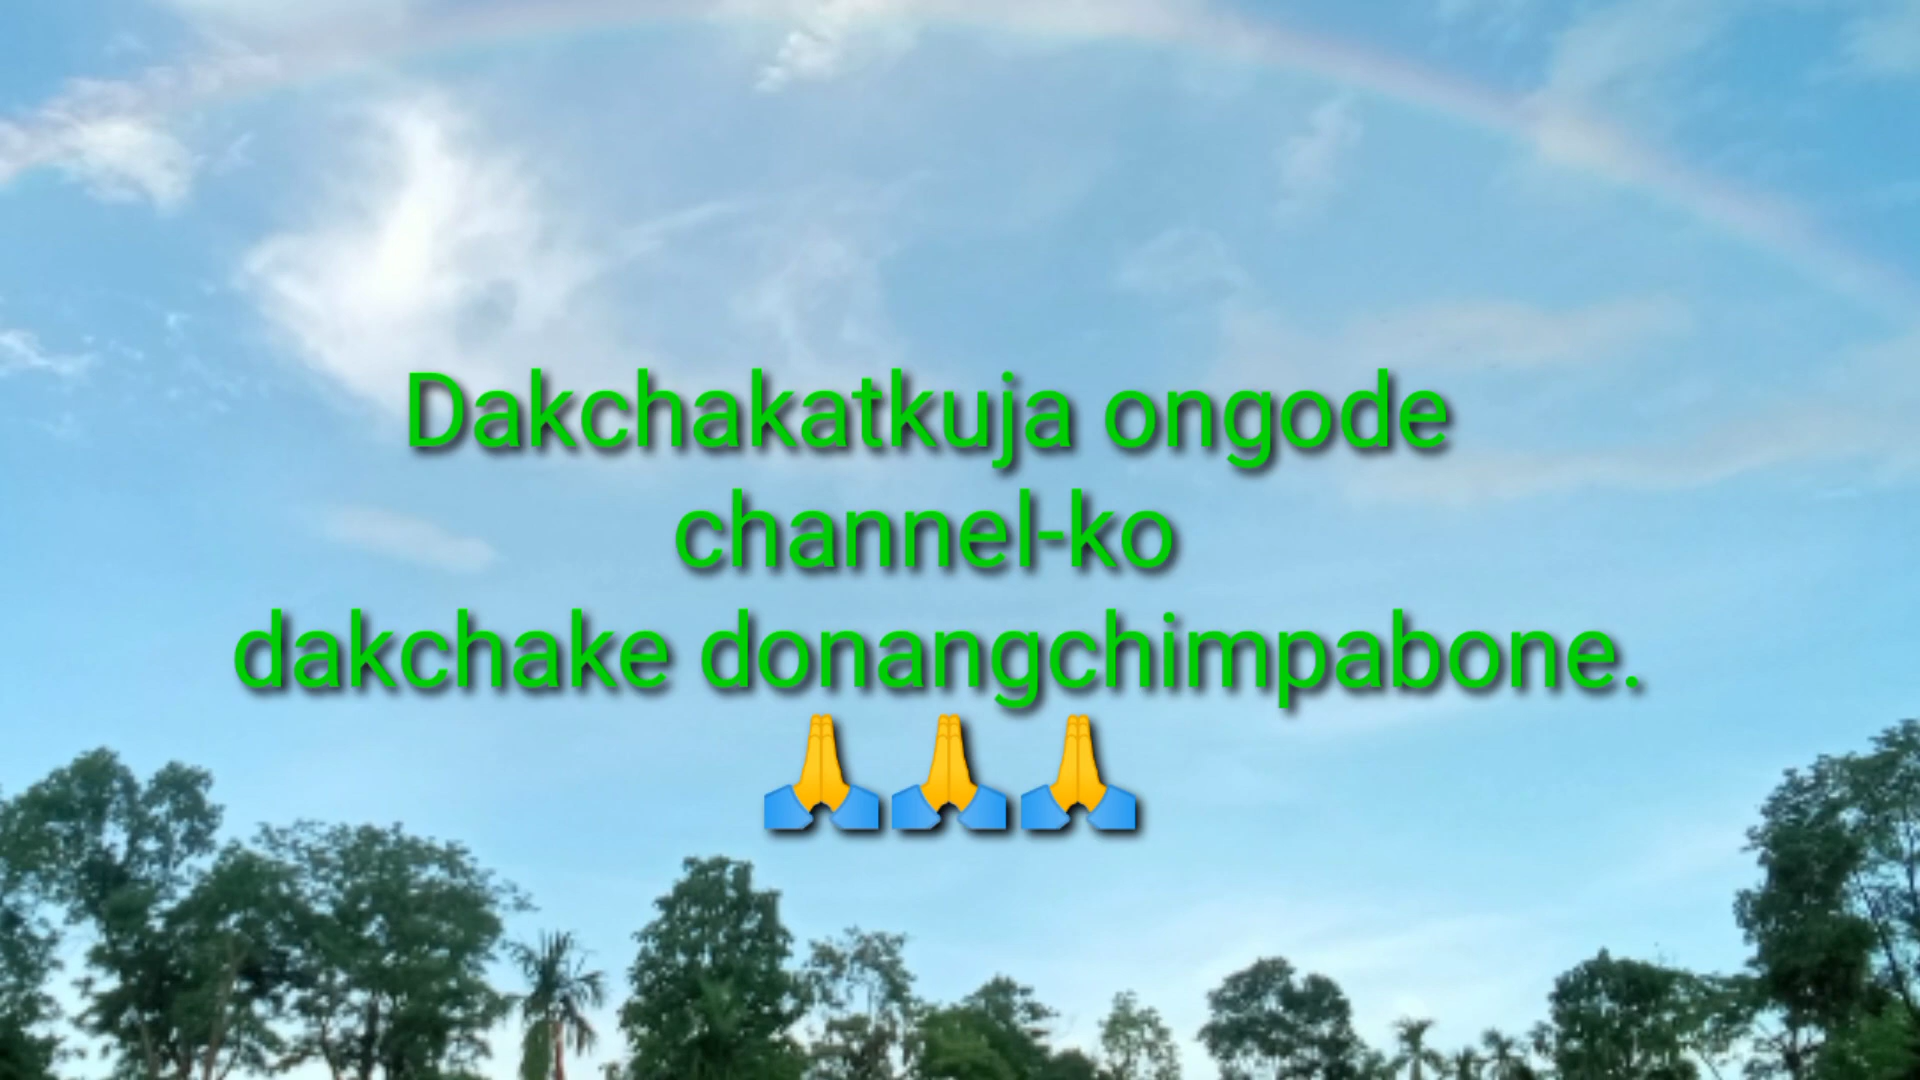 Dakchakatkuja ongode
channel-ko
dakchake donangchimpabone.
🙏🙏🙏